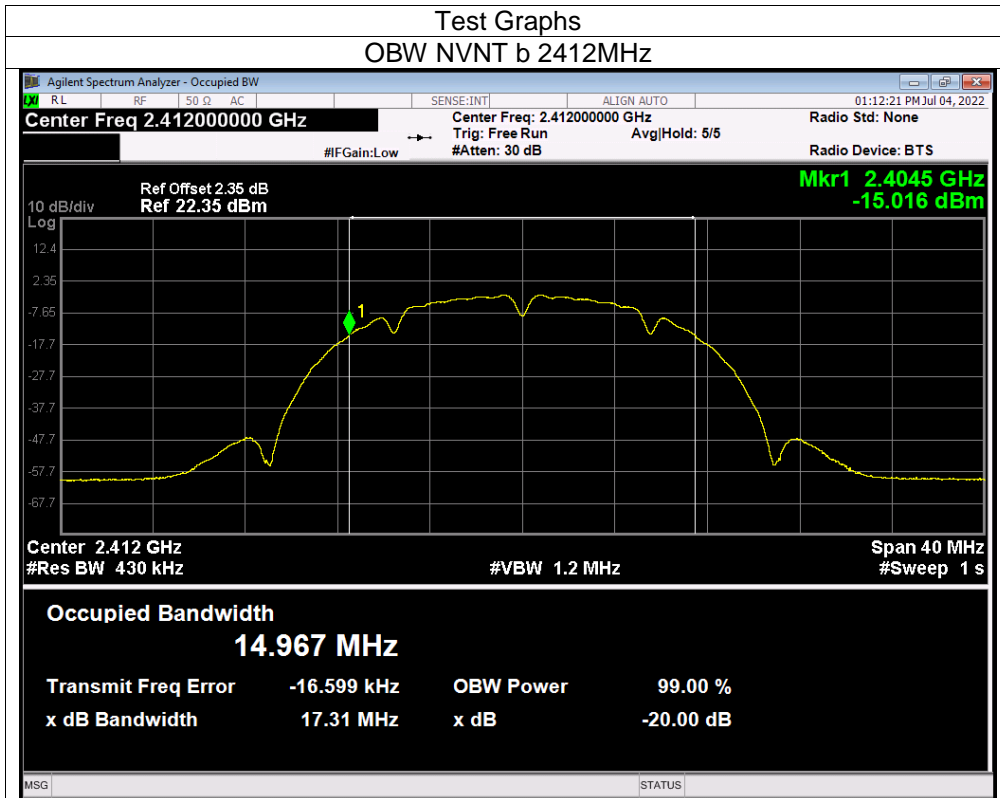 Test Graphs
OBW NVNT b 2412MHz
Agilent Spectrum Analyzer - Occupied BW
LXI RL RF 50 Ω AC SENSE:INT ALIGN AUTO 01:12:21 PM Jul 04, 2022
Center Freq 2.412000000 GHz Center Freq: 2.412000000 GHz Radio Std: None
Trig: Free Run Avg|Hold: 5/5
#IFGain:Low #Atten: 30 dB Radio Device: BTS
Mkr1 2.4045 GHz
-15.016 dBm
Ref Offset 2.35 dB
10 dB/div Ref 22.35 dBm
Log
12.4
2.35
-7.65
1
-17.7
-27.7
-37.7
-47.7
-57.7
-67.7
Center 2.412 GHz Span 40 MHz
#Res BW 430 kHz #VBW 1.2 MHz #Sweep 1 s
Occupied Bandwidth
14.967 MHz
Transmit Freq Error -16.599 kHz OBW Power 99.00 %
x dB Bandwidth 17.31 MHz x dB -20.00 dB
MSG STATUS